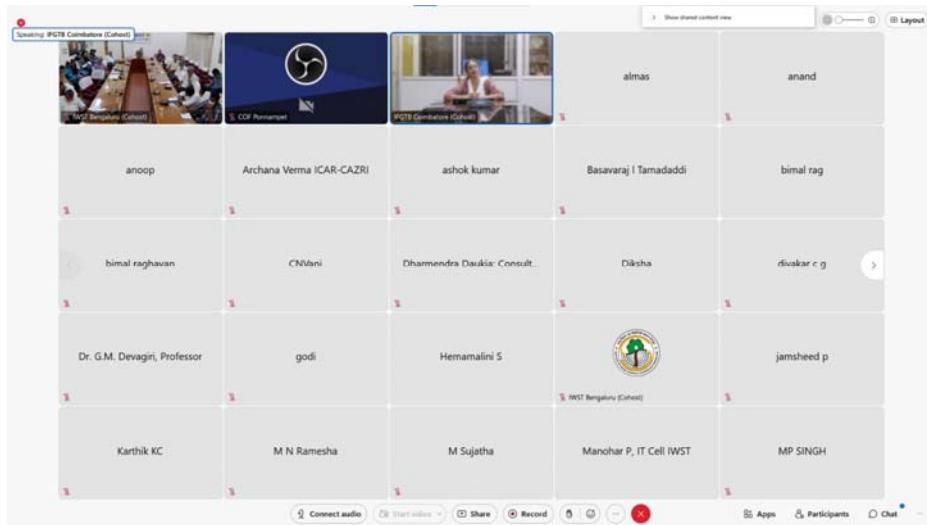 Show shared content view
Layout
Speaking: IFGTB Coimbatore (Cohost)
IWST Bengaluru (Cohost)
COF Ponnampet
IFGTB Coimbatore (Cohost)
almas
anand
anoop
Archana Verma ICAR-CAZRI
ashok kumar
Basavaraj I Tamadaddi
bimal rag
bimal raghavan
CNVani
Dharmendra Daukia: Consult...
Diksha
divakar c g
Dr. G.M. Devagiri, Professor
godi
Hemamalini S
IWST Bengaluru (Cohost)
jamsheed p
Karthik KC
M N Ramesha
M Sujatha
Manohar P, IT Cell IWST
MP SINGH
Connect audio
Start video
Share
Record
Apps
Participants
Chat